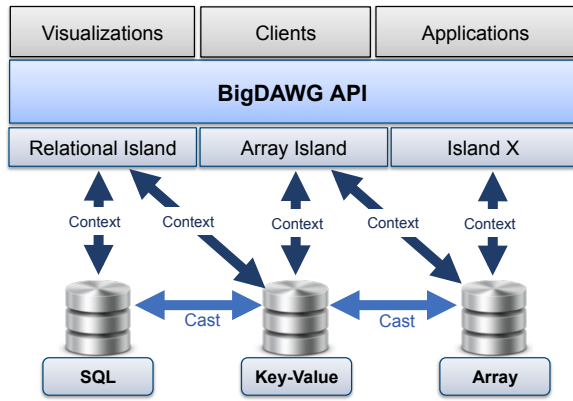 Visualizations Clients Applications
BigDAWG API
Relational Island Array Island Island X
Context Context Context Context Context
Cast Cast
SQL Key-Value Array